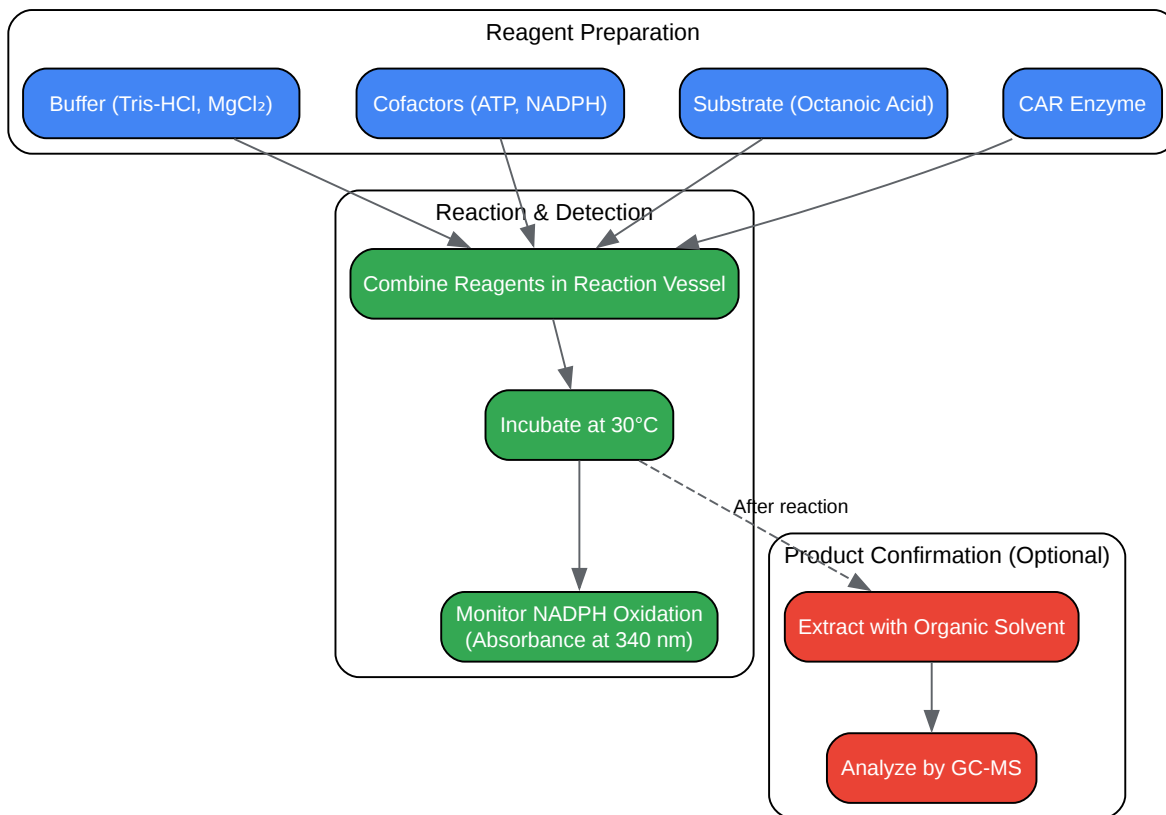 Reagent Preparation
Buffer (Tris-HCl, MgCl₂)
Cofactors (ATP, NADPH)
Substrate (Octanoic Acid)
CAR Enzyme
Reaction & Detection
Combine Reagents in Reaction Vessel
Incubate at 30°C
After reaction
Product Confirmation (Optional)
Monitor NADPH Oxidation
(Absorbance at 340 nm)
Extract with Organic Solvent
Analyze by GC-MS